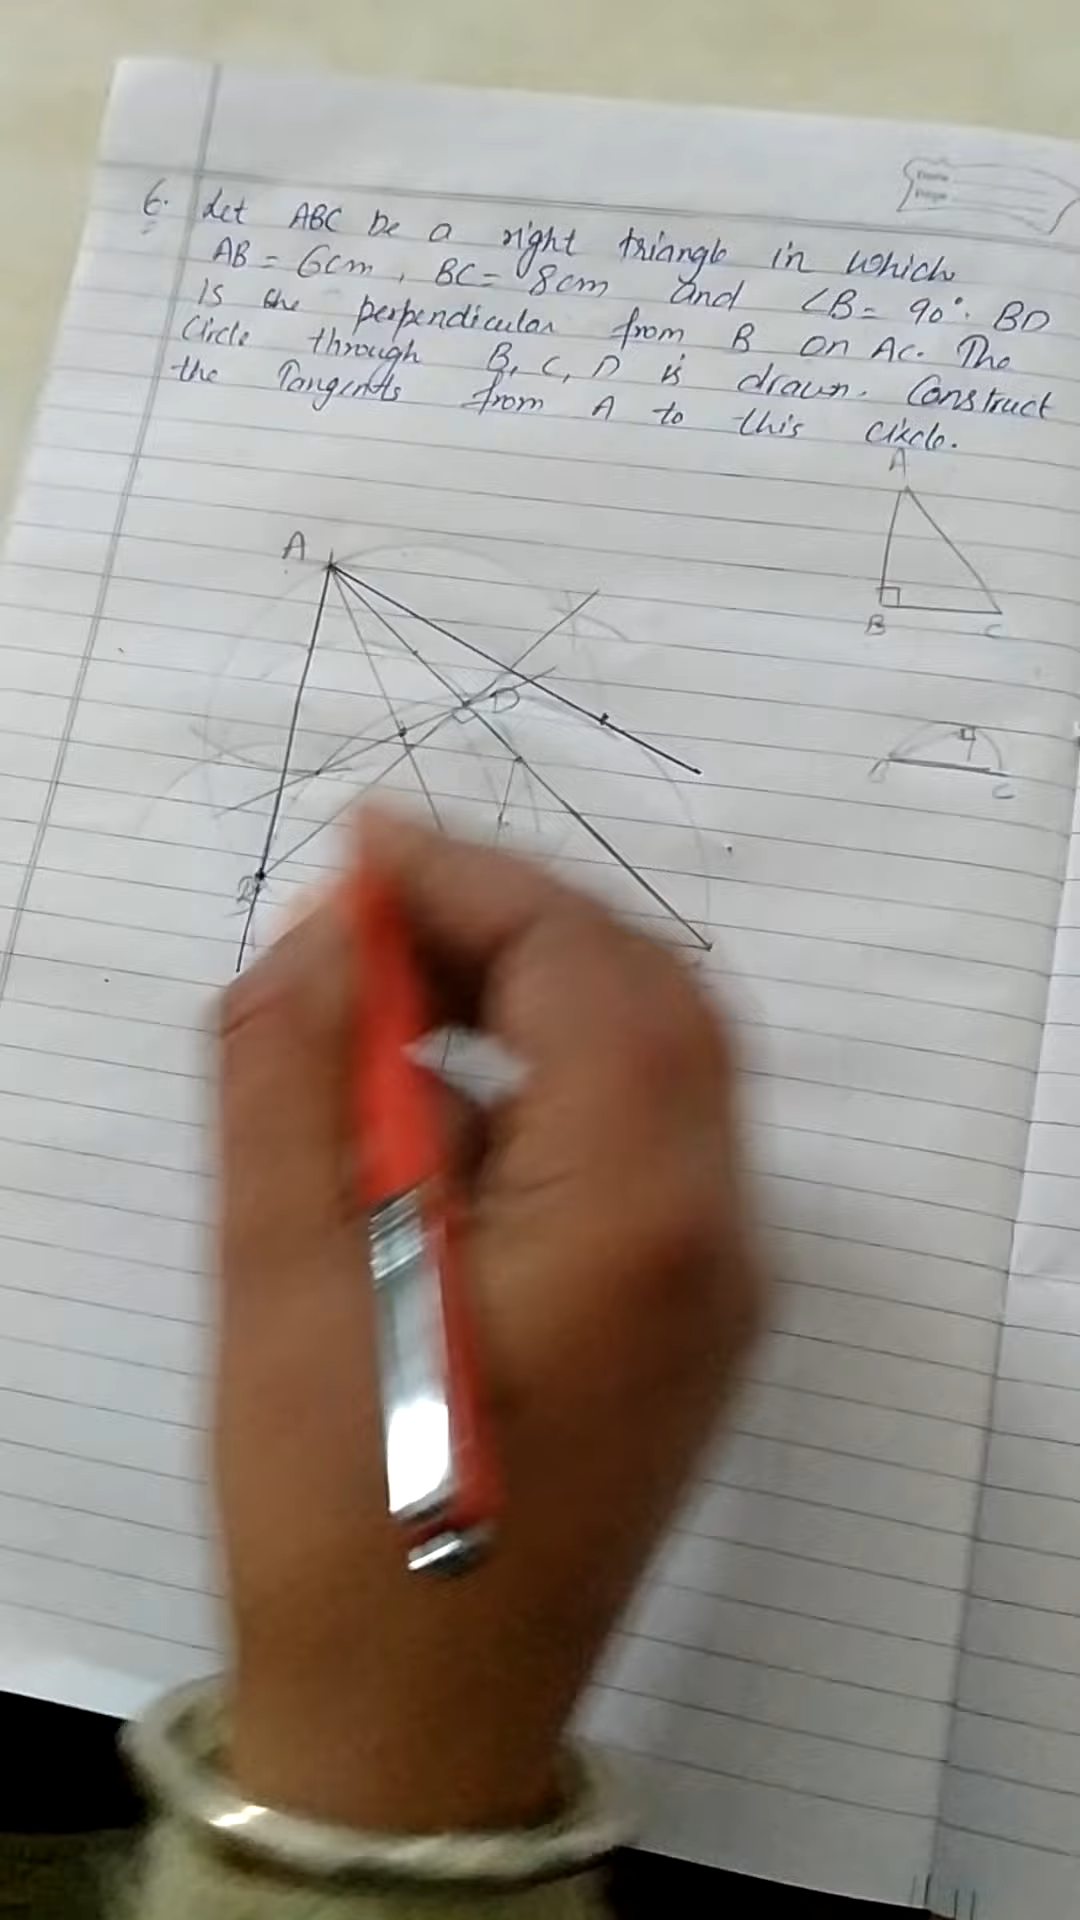 6. Let ABC be a right triangle in which
AB = 6cm, BC = 8cm and ∠B = 90°. BD
is the perpendicular from B on AC. The
Circle through B, C, D is drawn. Construct
the Tangents from A to this circle.
A
B
C
A
D
B
C